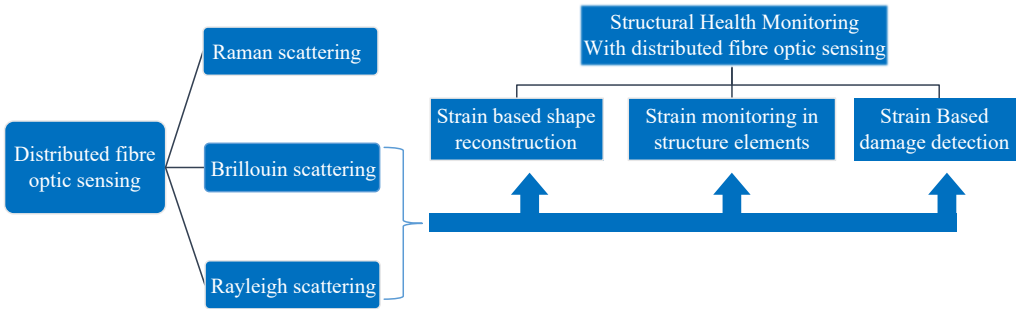 Structural Health Monitoring
With distributed fibre optic sensing
Raman scattering
Strain based shape
reconstruction
Strain monitoring in
structure elements
Strain Based
damage detection
Distributed fibre
optic sensing
Brillouin scattering
Rayleigh scattering